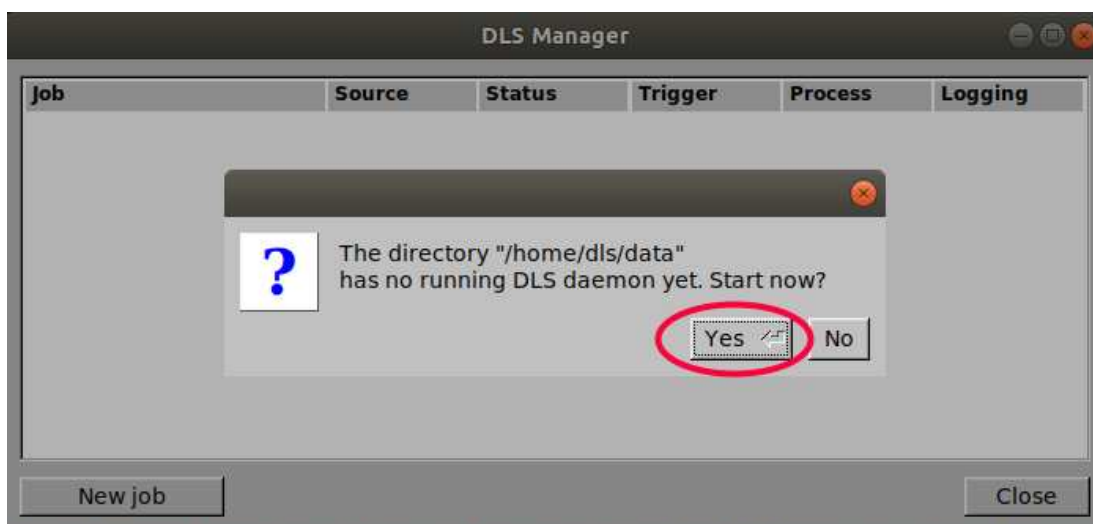 DLS Manager
Job Source Status Trigger Process Logging
?
The directory "/home/dls/data"
has no running DLS daemon yet. Start now?
Yes No
New job Close